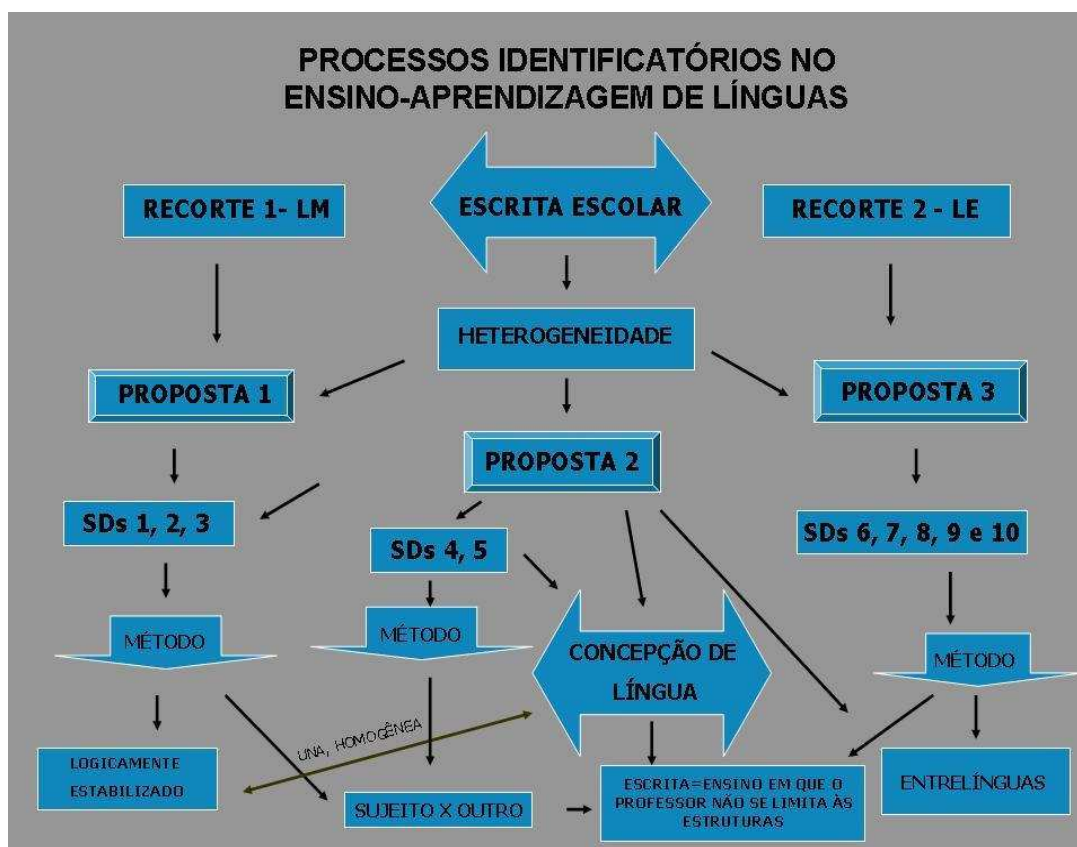 PROCESSOS IDENTIFICATÓRIOS NO
ENSINO-APRENDIZAGEM DE LÍNGUAS
RECORTE 1- LM
ESCRITA ESCOLAR
RECORTE 2 - LE
HETEROGENEIDADE
PROPOSTA 1
PROPOSTA 3
PROPOSTA 2
SDs 1, 2, 3
SDs 4, 5
SDs 6, 7, 8, 9 e 10
MÉTODO
MÉTODO
MÉTODO
CONCEPÇÃO DE
LÍNGUA
UNA, HOMOGÊNEA
LOGICAMENTE
ESTABILIZADO
SUJEITO X OUTRO
ESCRITA=ENSINO EM QUE O
PROFESSOR NÃO SE LIMITA ÀS
ESTRUTURAS
ENTRELÍNGUAS